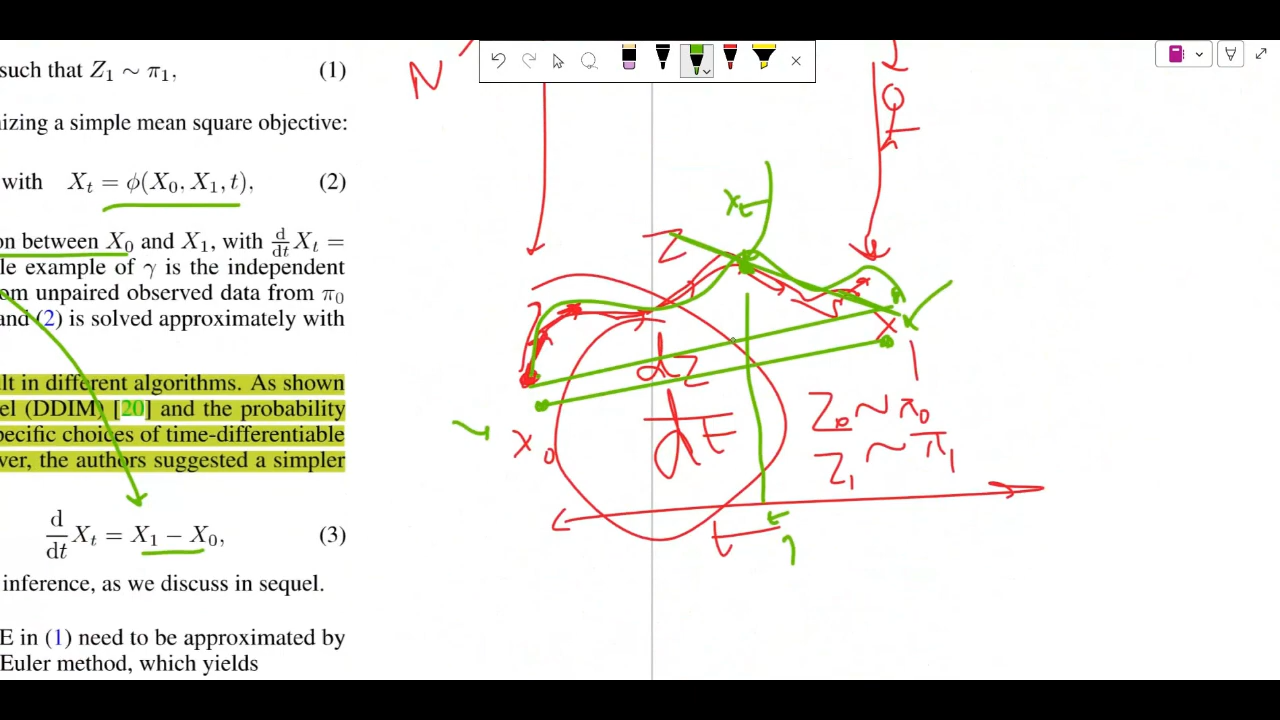 such that Z₁ ∼ π₁, (1)
nizing a simple mean square objective:
with Xₜ = ϕ(X₀, X₁, t), (2)
on between X₀ and X₁, with d/dt Xₜ =
le example of γ is the independent
om unpaired observed data from π₀
and (2) is solved approximately with
ult in different algorithms. As shown
el (DDIM) [20] and the probability
pecific choices of time-differentiable
ver, the authors suggested a simpler
d/dt Xₜ = X₁ − X₀, (3)
inference, as we discuss in sequel.
E in (1) need to be approximated by
Euler method, which yields
N
xₜ
Z
X₁
dz
dt
Z₀ ∼ π₀
Z₁ ∼ π₁
X₀
t